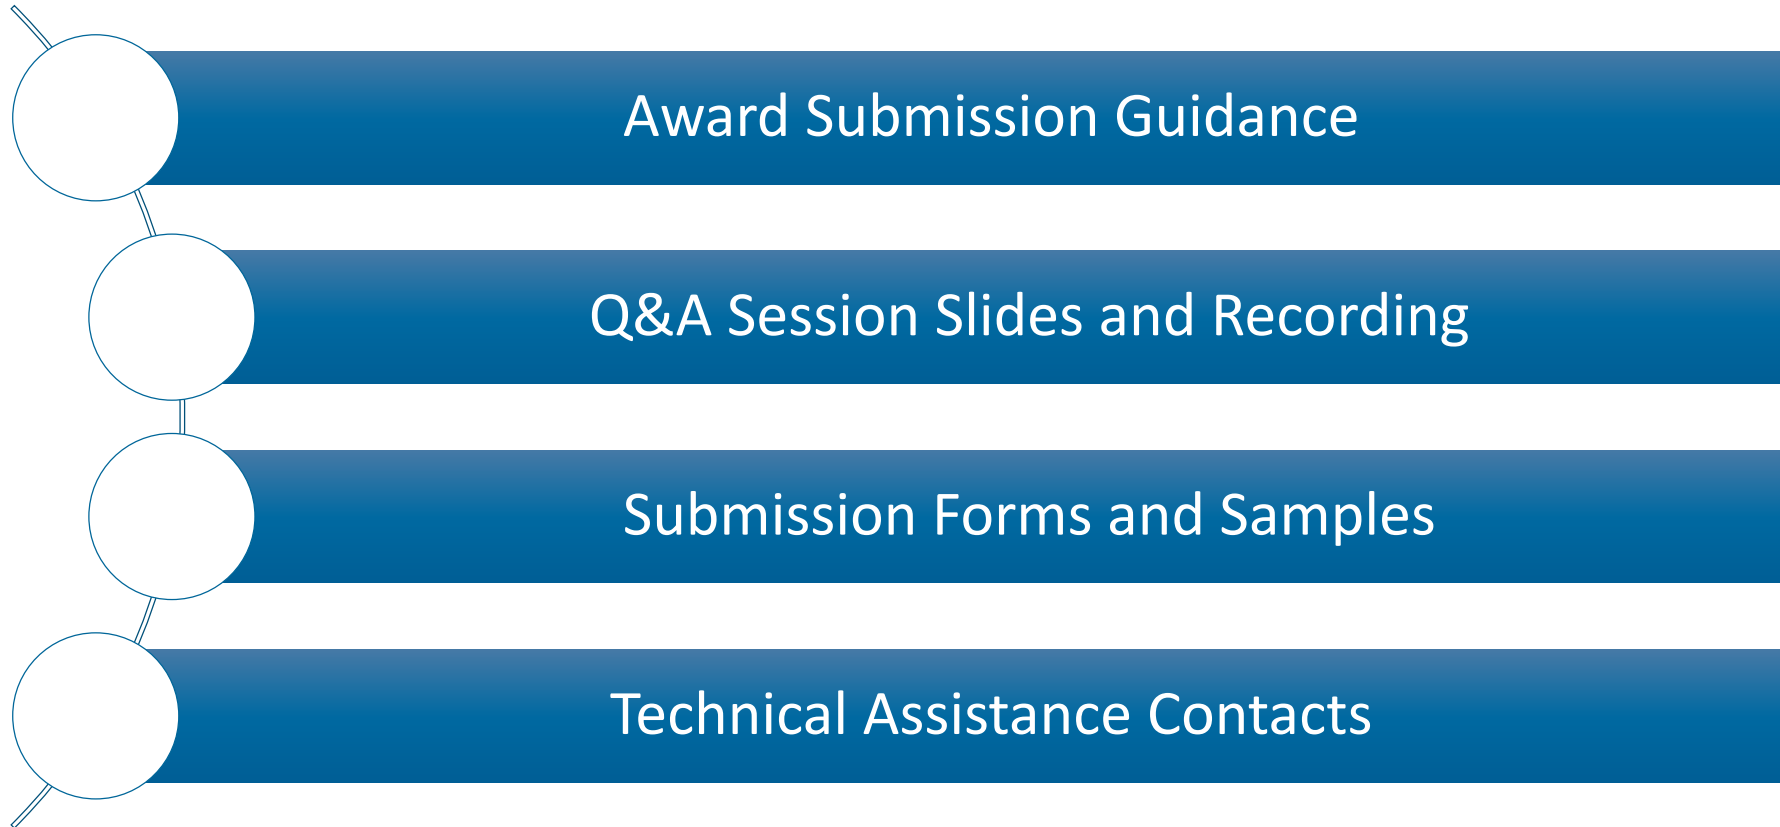 Award Submission Guidance
Q&A Session Slides and Recording
Submission Forms and Samples
Technical Assistance Contacts